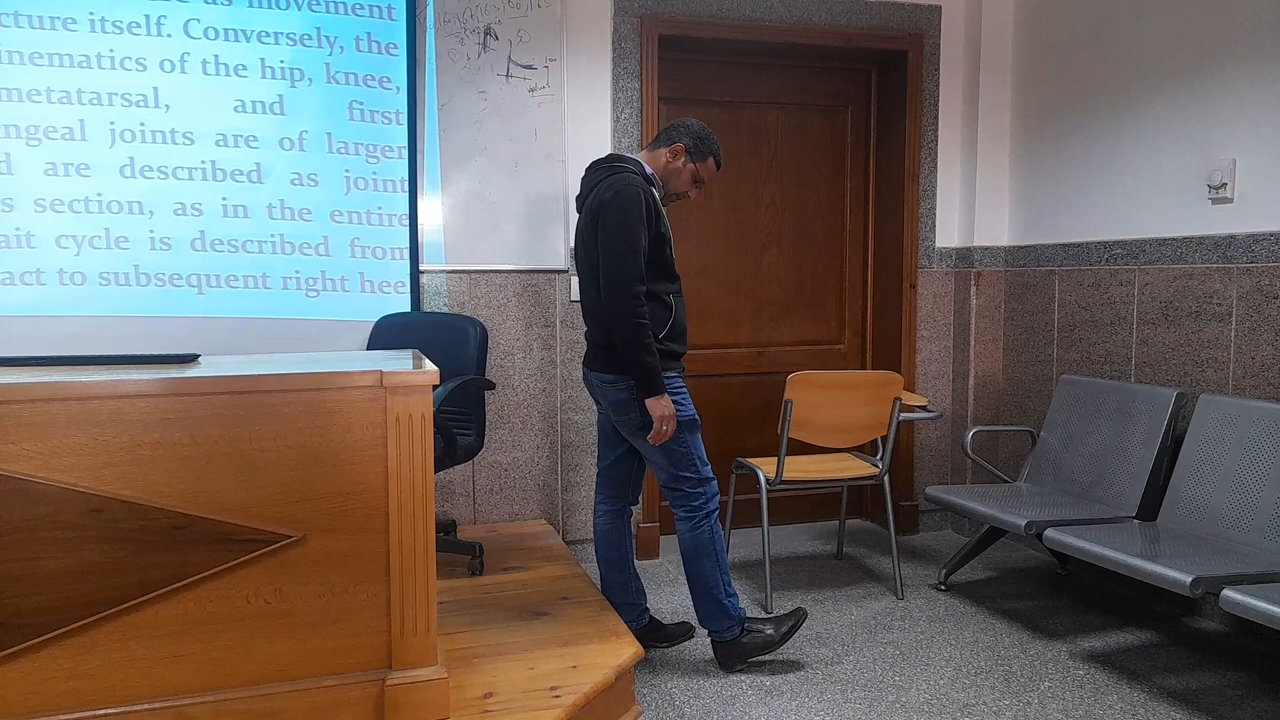 as movement
cture itself. Conversely, the
inematics of the hip, knee,
metatarsal, and first
ngeal joints are of larger
d are described as joint
s section, as in the entire
ait cycle is described from
act to subsequent right hee